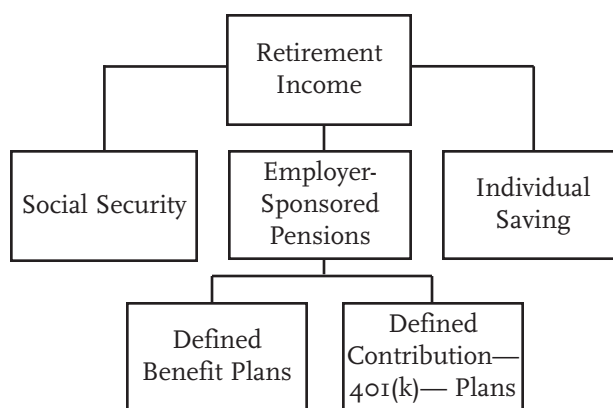 Retirement
Income
Social Security
Employer-
Sponsored
Pensions
Individual
Saving
Defined
Benefit Plans
Defined
Contribution—
401(k)— Plans